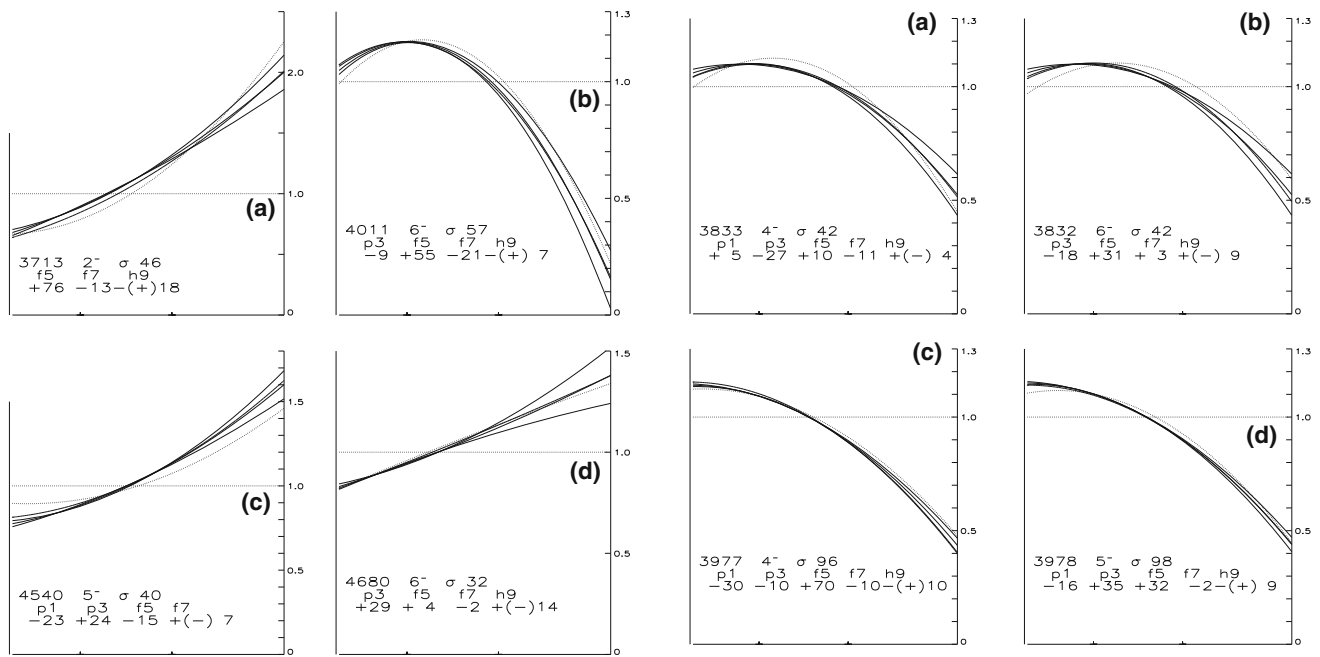 2.0
1.0
(a)
0
3713 2⁻ σ 46
f5 f7 h9
+76 −13−(+)18
1.3
1.0
(b)
0.5
0
4011 6⁻ σ 57
p3 f5 f7 h9
−9 +55 −21−(+) 7
(a)
1.3
1.0
0.5
0
3833 4⁻ σ 42
p1 p3 f5 f7 h9
+ 5 −27 +10 −11 +(−) 4
(b)
1.3
1.0
0.5
0
3832 6⁻ σ 42
p3 f5 f7 h9
−18 +31 + 3 +(−) 9
1.5
1.0
(c)
0.5
0
4540 5⁻ σ 40
p1 p3 f5 f7
−23 +24 −15 +(−) 7
1.5
1.0
(d)
0.5
0
4680 6⁻ σ 32
p3 f5 f7 h9
+29 + 4 −2 +(−)14
(c)
1.3
1.0
0.5
0
3977 4⁻ σ 96
p1 p3 f5 f7 h9
−30 −10 +70 −10−(+)10
1.3
1.0
(d)
0.5
0
3978 5⁻ σ 98
p1 p3 f5 f7 h9
−16 +35 +32 −2−(+) 9